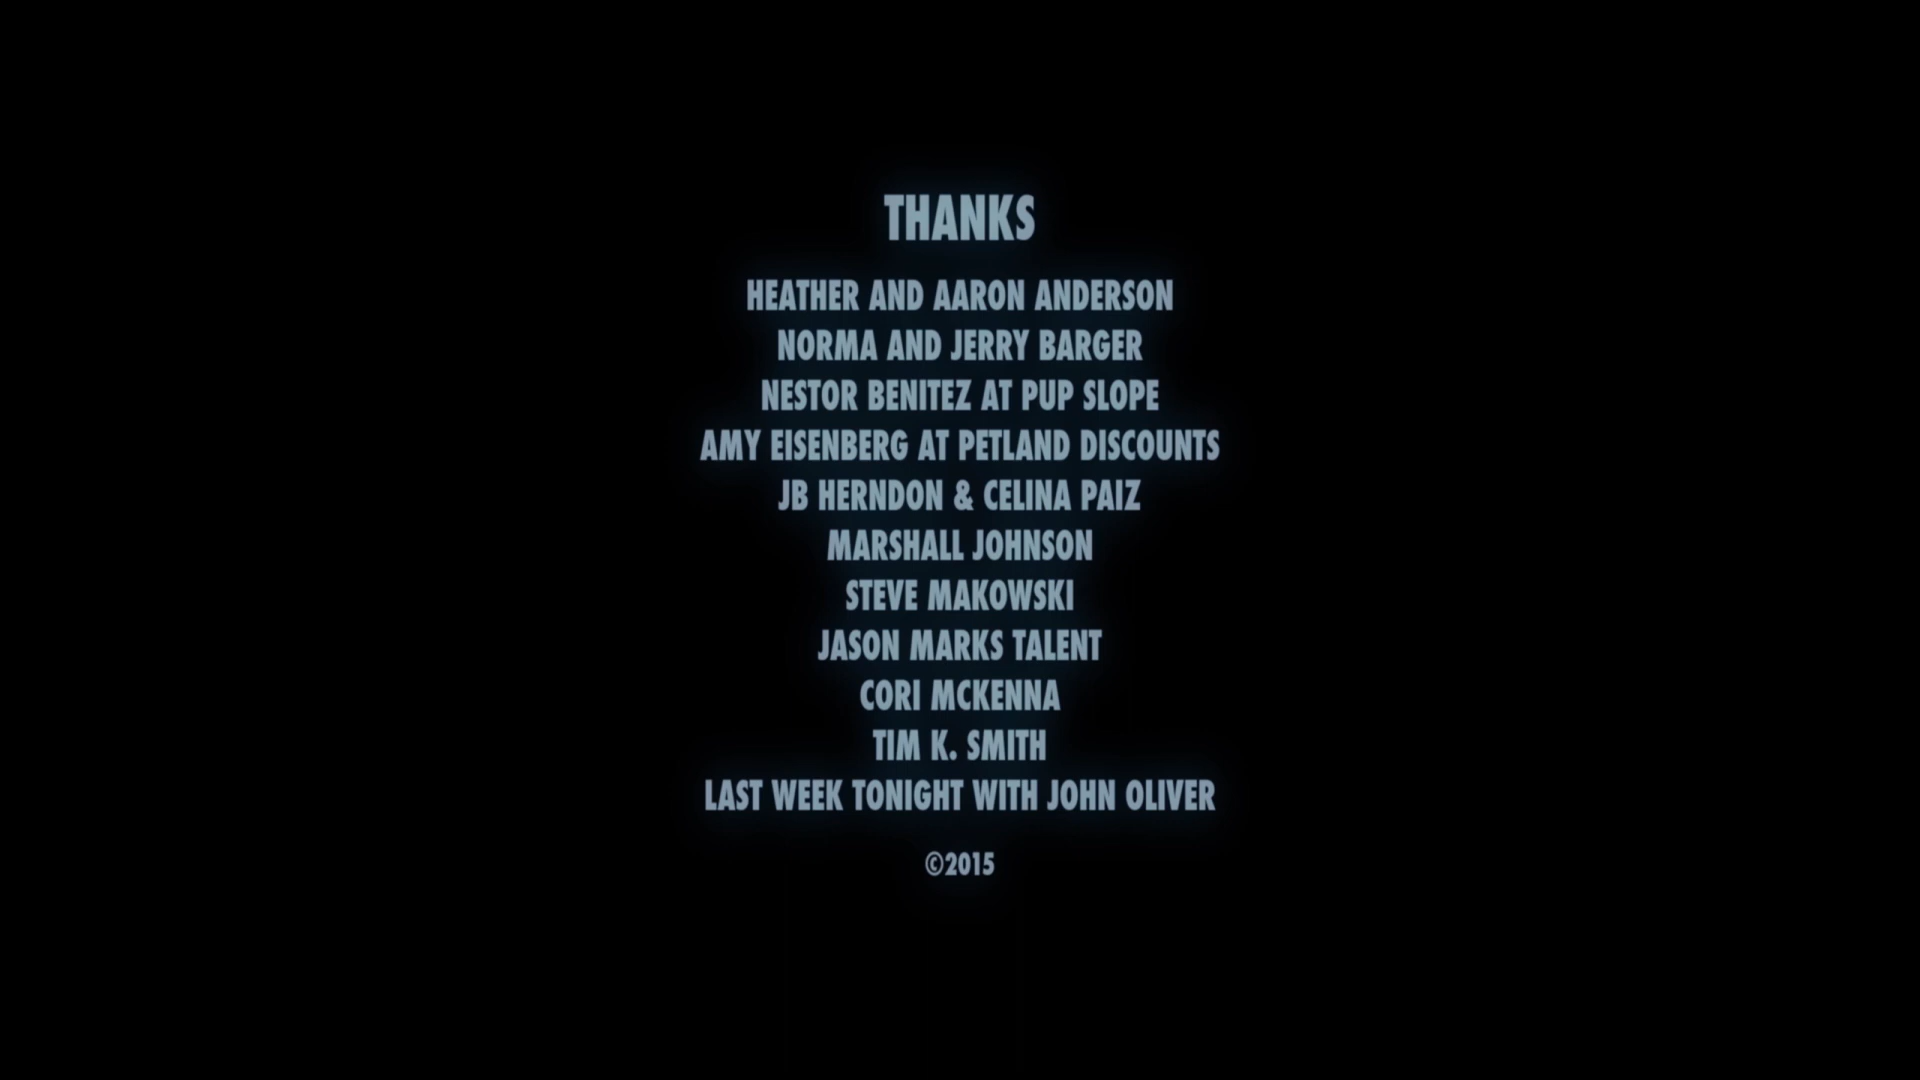 THANKS
HEATHER AND AARON ANDERSON
NORMA AND JERRY BARGER
NESTOR BENITEZ AT PUP SLOPE
AMY EISENBERG AT PETLAND DISCOUNTS
JB HERNDON & CELINA PAIZ
MARSHALL JOHNSON
STEVE MAKOWSKI
JASON MARKS TALENT
CORI MCKENNA
TIM K. SMITH
LAST WEEK TONIGHT WITH JOHN OLIVER
©2015